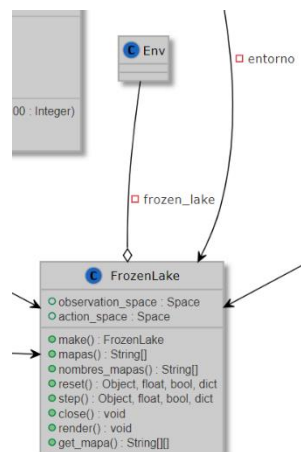 C Env
entorno
00 : Integer)
frozen_lake
C FrozenLake
observation_space : Space
action_space : Space
make() : FrozenLake
mapas() : String[]
nombres_mapas() : String[]
reset() : Object, float, bool, dict
step() : Object, float, bool, dict
close() : void
render() : void
get_mapa() : String[][]